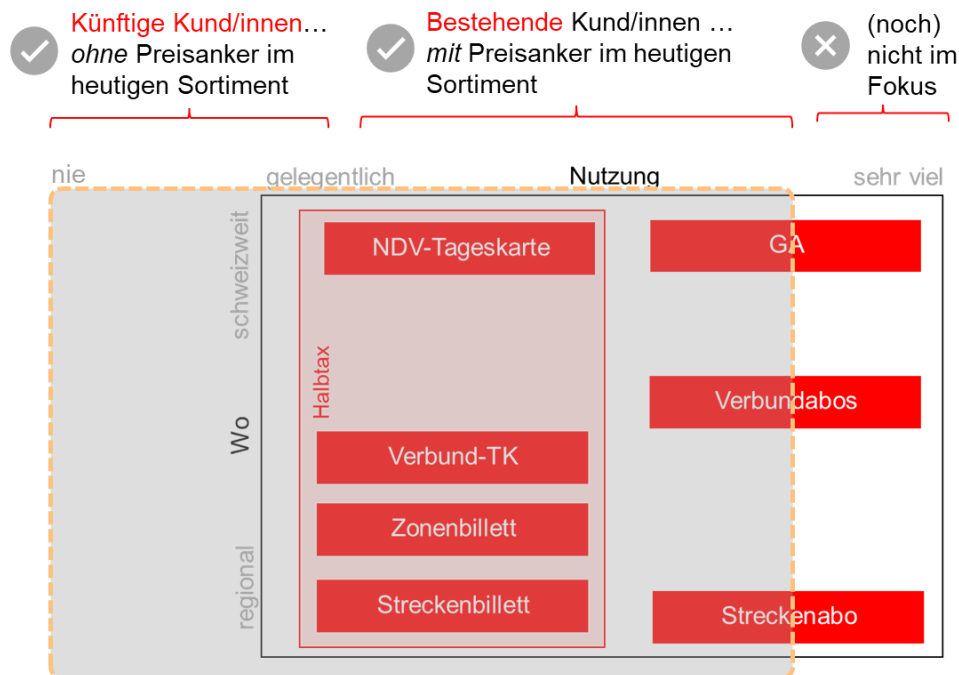 Künftige Kund/innen…
ohne Preisanker im
heutigen Sortiment
Bestehende Kund/innen …
mit Preisanker im heutigen
Sortiment
(noch)
nicht im
Fokus
nie
gelegentlich
Nutzung
sehr viel
schweizweit
Wo
regional
Halbtax
NDV-Tageskarte
GA
Verbundabos
Verbund-TK
Zonenbillett
Streckenbillett
Streckenabo